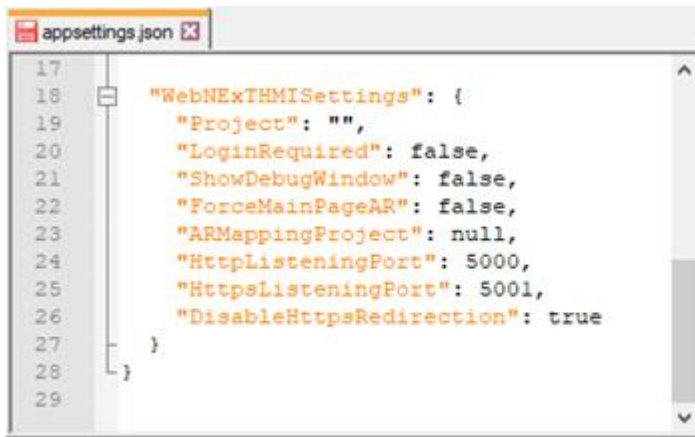 appsettings.json
17
18 "WebNExTHMISettings": {
19 "Project": "",
20 "LoginRequired": false,
21 "ShowDebugWindow": false,
22 "ForceMainPageAR": false,
23 "ARMappingProject": null,
24 "HttpListeningPort": 5000,
25 "HttpsListeningPort": 5001,
26 "DisableHttpsRedirection": true
27 }
28 }
29